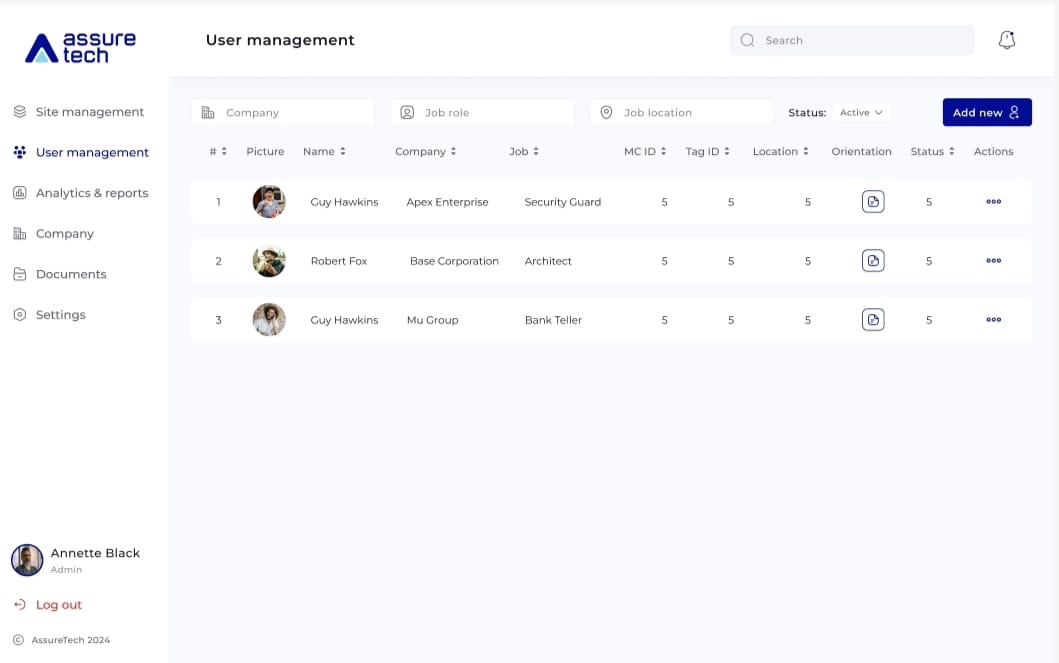 assure
tech
User management
Search
Site management
User management
Analytics & reports
Company
Documents
Settings
Company
Job role
Job location
Status:
Active
Add new
# Picture Name Company Job MC ID Tag ID Location Orientation Status Actions
1 Guy Hawkins Apex Enterprise Security Guard 5 5 5 5
2 Robert Fox Base Corporation Architect 5 5 5 5
3 Guy Hawkins Mu Group Bank Teller 5 5 5 5
Annette Black
Admin
Log out
© AssureTech 2024